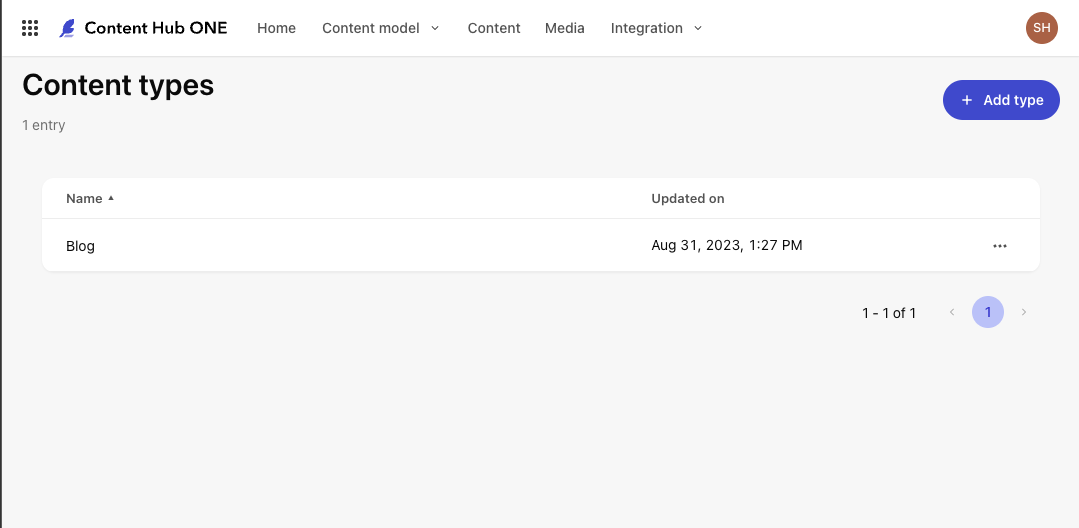 Content Hub ONE Home Content model Content Media Integration SH
Content types
+ Add type
1 entry
Name Updated on
Blog Aug 31, 2023, 1:27 PM
1 - 1 of 1 1